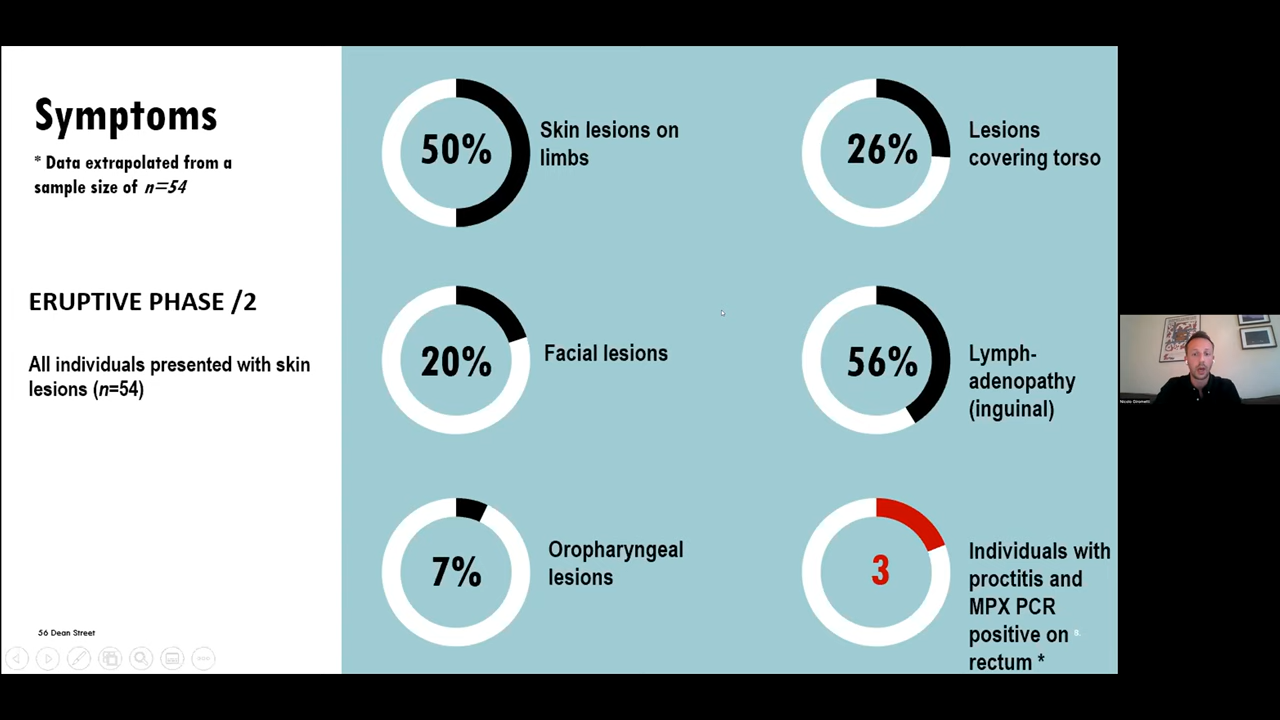 Symptoms
* Data extrapolated from a
sample size of n=54
ERUPTIVE PHASE /2
All individuals presented with skin
lesions (n=54)
56 Dean Street
50%
Skin lesions on
limbs
26%
Lesions
covering torso
20%
Facial lesions
56%
Lymph-
adenopathy
(inguinal)
7%
Oropharyngeal
lesions
3
Individuals with
proctitis and
MPX PCR
positive on
rectum *